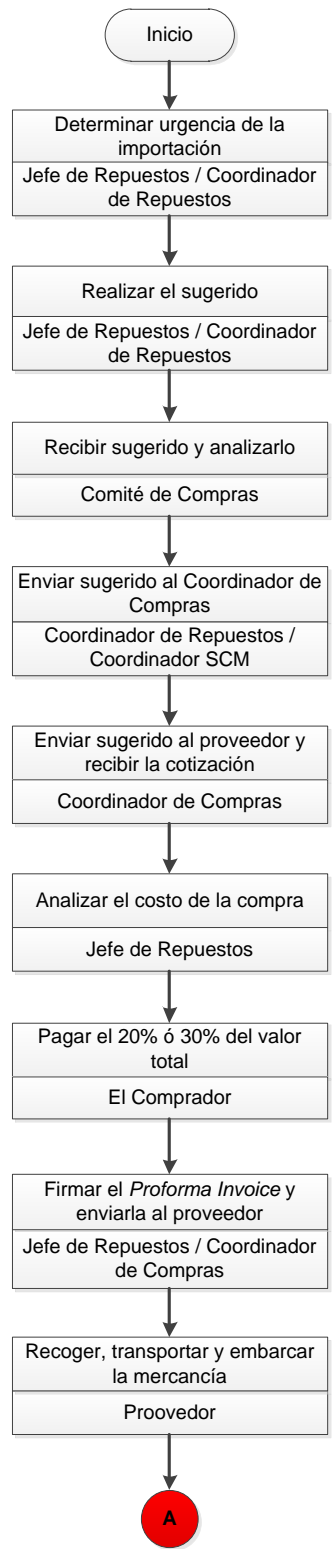 Inicio
Determinar urgencia de la
importación
Jefe de Repuestos / Coordinador
de Repuestos
Realizar el sugerido
Jefe de Repuestos / Coordinador
de Repuestos
Recibir sugerido y analizarlo
Comité de Compras
Enviar sugerido al Coordinador de
Compras
Coordinador de Repuestos /
Coordinador SCM
Enviar sugerido al proveedor y
recibir la cotización
Coordinador de Compras
Analizar el costo de la compra
Jefe de Repuestos
Pagar el 20% ó 30% del valor
total
El Comprador
Firmar el Proforma Invoice y
enviarla al proveedor
Jefe de Repuestos / Coordinador
de Compras
Recoger, transportar y embarcar
la mercancía
Proovedor
A